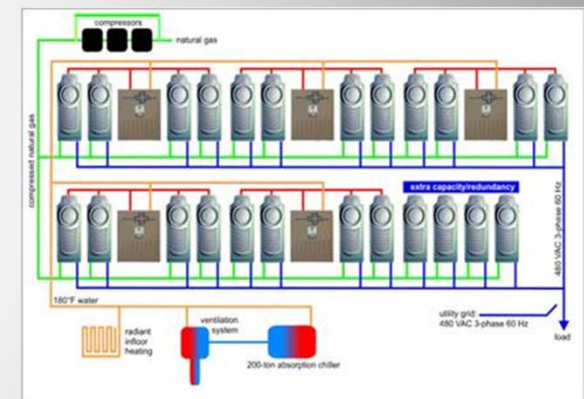 compressors
natural gas
compressed natural gas
extra capacity/redundancy
480 VAC 3-phase 60 Hz
180°F water
radiant
infloor
heating
ventilation
system
200-ton absorption chiller
utility grid:
480 VAC 3-phase 60 Hz
load